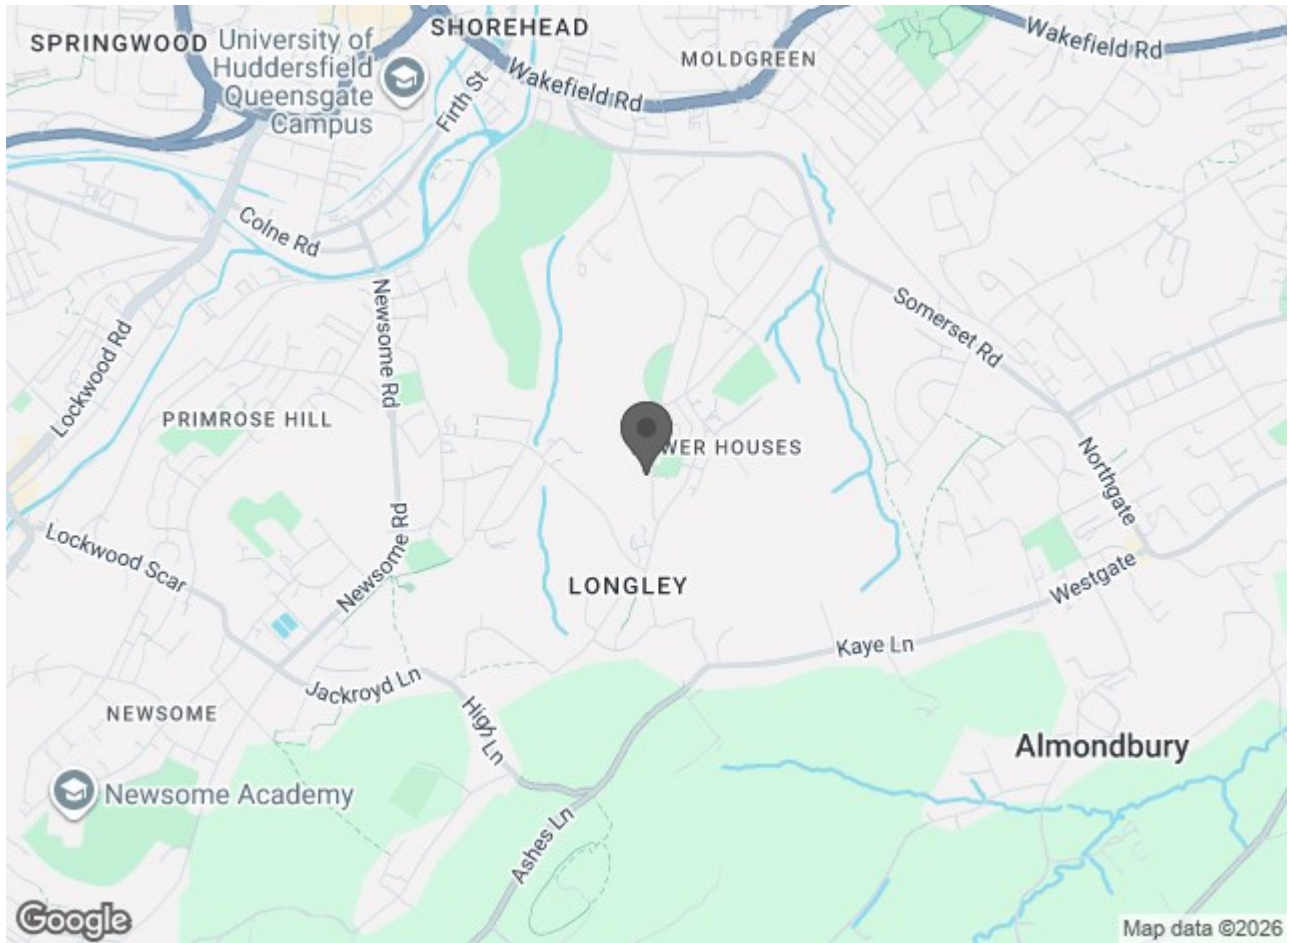 SPRINGWOOD
University of
Huddersfield
Queensgate
Campus
SHOREHEAD
Firth St
Wakefield Rd
MOLDGREEN
Wakefield Rd
Colne Rd
Newsome Rd
Lockwood Rd
PRIMROSE HILL
Somerset Rd
WER HOUSES
Northgate
Newsome Rd
Lockwood Scar
LONGLEY
Westgate
Kaye Ln
Jackroyd Ln
High Ln
NEWSOME
Almondbury
Newsome Academy
Ashes Ln
Google
Map data ©2026